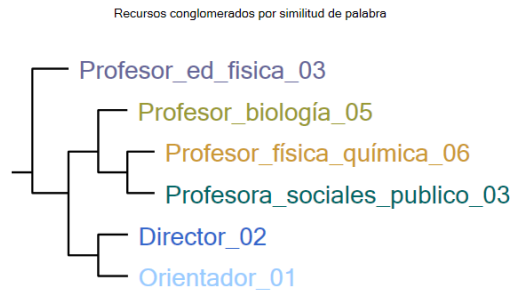 Recursos conglomerados por similitud de palabra
Profesor_ed_fisica_03
Profesor_biología_05
Profesor_física_química_06
Profesora_sociales_publico_03
Director_02
Orientador_01